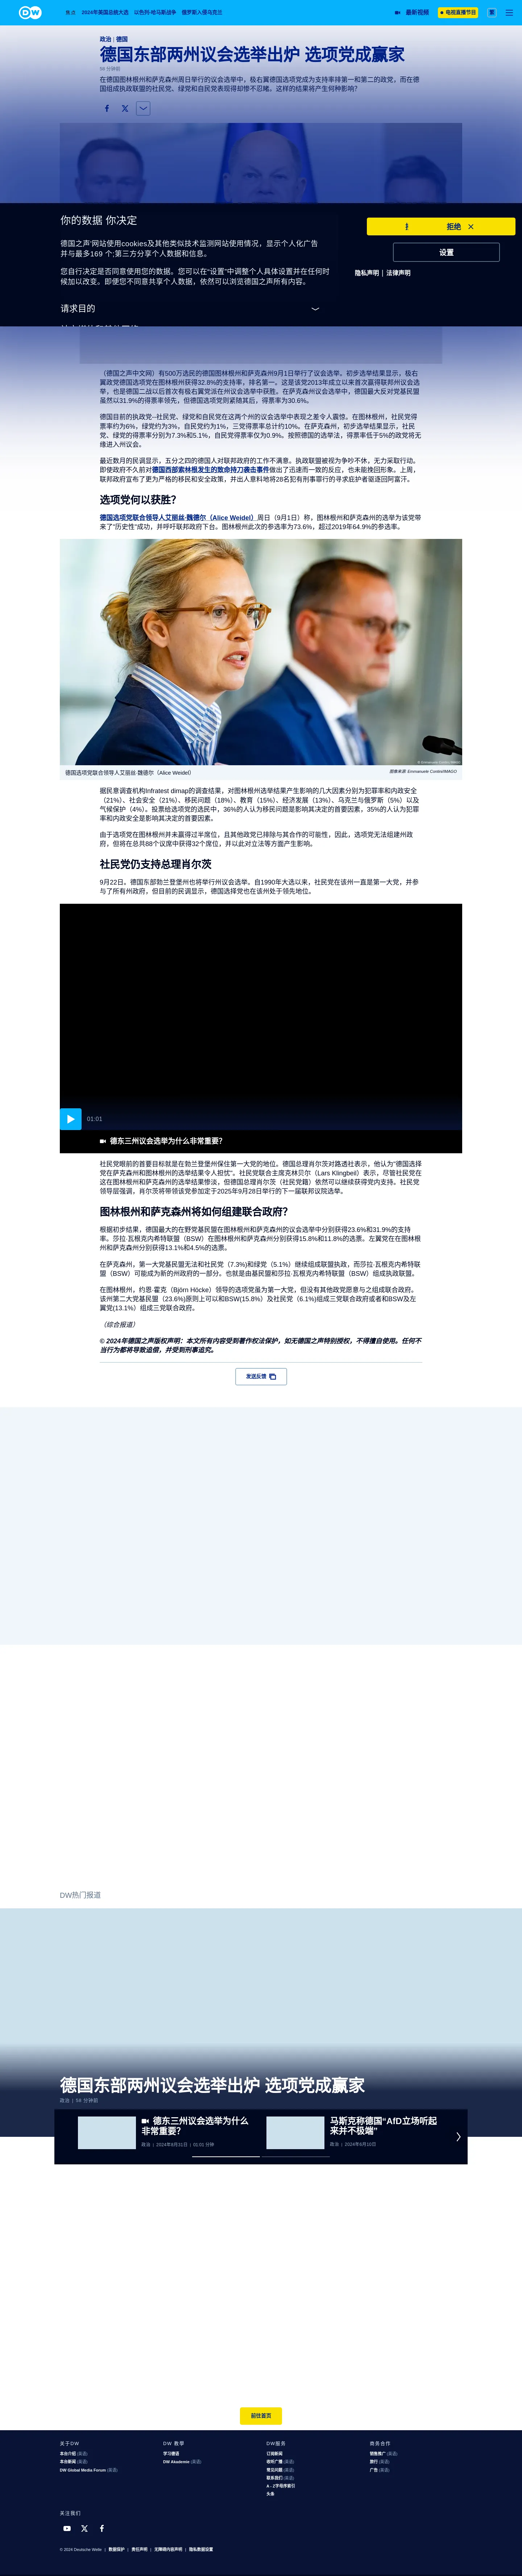 DW
焦点 2024年美国总统大选 以色列-哈马斯战争 俄罗斯入侵乌克兰
最新视频
电视直播节目
繁
政治 | 德国
德国东部两州议会选举出炉 选项党成赢家
58 分钟前
在德国图林根州和萨克森州周日举行的议会选举中，极右翼德国选项党成为支持率排第一和第二的政党，而在德
国组成执政联盟的社民党、绿党和自民党表现得却惨不忍睹。这样的结果将产生何种影响？
你的数据 你决定
德国之声网站使用cookies及其他类似技术监测网站使用情况，显示个人化广告
并与最多169 个;第三方分享个人数据和信息。
您自行决定是否同意使用您的数据。您可以在"设置"中调整个人具体设置并在任何时
候加以改变。即便您不同意共享个人数据，依然可以浏览德国之声所有内容。
请求目的
拒绝
设置
隐私声明 | 法律声明
（德国之声中文网）有500万选民的德国图林根州和萨克森州9月1日举行了议会选举。初步选举结果显示，极右
翼政党德国选项党在图林根州获得32.8%的支持率，排名第一。这是该党2013年成立以来首次赢得联邦州议会选
举，也是德国二战以后首次有极右翼党派在州议会选举中获胜。在萨克森州议会选举中，德国最大反对党基民盟
虽然以31.9%的得票率领先，但德国选项党则紧随其后，得票率为30.6%。
德国目前的执政党--社民党、绿党和自民党在这两个州的议会选举中表现之差令人震惊。在图林根州，社民党得
票率约为6%，绿党约为3%，自民党约为1%，三党得票率总计约10%。在萨克森州，初步选举结果显示，社民
党、绿党的得票率分别为7.3%和5.1%，自民党得票率仅为0.9%。按照德国的选举法，得票率低于5%的政党将无
缘进入州议会。
最近数月的民调显示，五分之四的德国人对联邦政府的工作不满意。执政联盟被视为争吵不休，无力采取行动。
即使政府不久前对德国西部索林根发生的致命持刀袭击事件做出了迅速而一致的反应，也未能挽回形象。上周，
联邦政府宣布了更为严格的移民和安全政策，并出人意料地将28名犯有刑事罪行的寻求庇护者驱逐回阿富汗。
选项党何以获胜？
德国选项党联合领导人艾丽丝·魏德尔（Alice Weidel）周日（9月1日）称，图林根州和萨克森州的选举为该党带
来了"历史性"成功，并呼吁联邦政府下台。图林根州此次的参选率为73.6%，超过2019年64.9%的参选率。
© Emmanuele Contini/IMAGO
德国选项党联合领导人艾丽丝·魏德尔（Alice Weidel）
图像来源: Emmanuele Contini/IMAGO
据民意调查机构Infratest dimap的调查结果，对图林根州选举结果产生影响的几大因素分别为犯罪率和内政安全
（21%）、社会安全（21%）、移民问题（18%）、教育（15%）、经济发展（13%）、乌克兰与俄罗斯（5%）以及
气候保护（4%）。投票给选项党的选民中，36%的人认为移民问题是影响其决定的首要因素，35%的人认为犯罪
率和内政安全是影响其决定的首要因素。
由于选项党在图林根州并未赢得过半席位，且其他政党已排除与其合作的可能性，因此，选项党无法组建州政
府，但将在总共88个议席中获得32个席位，并以此对立法等方面产生影响。
社民党仍支持总理肖尔茨
9月22日，德国东部勃兰登堡州也将举行州议会选举。自1990年大选以来，社民党在该州一直是第一大党，并参
与了所有州政府，但目前的民调显示，德国选择党也在该州处于领先地位。
01:01
德东三州议会选举为什么非常重要？
社民党眼前的首要目标就是在勃兰登堡州保住第一大党的地位。德国总理肖尔茨对路透社表示，他认为"德国选择
党在萨克森州和图林根州的选举结果令人担忧"。社民党联合主席克林贝尔（Lars Klingbeil）表示，尽管社民党在
这在图林根州和萨克森州的选举结果惨淡，但德国总理肖尔茨（社民党籍）依然可以继续获得党内支持。社民党
领导层强调，肖尔茨将带领该党参加定于2025年9月28日举行的下一届联邦议院选举。
图林根州和萨克森州将如何组建联合政府？
根据初步结果，德国最大的在野党基民盟在图林根州和萨克森州的议会选举中分别获得23.6%和31.9%的支持
率。莎拉·瓦根克内希特联盟（BSW）在图林根州和萨克森州分别获得15.8%和11.8%的选票。左翼党在在图林根
州和萨克森州分别获得13.1%和4.5%的选票。
在萨克森州，第一大党基民盟无法和社民党（7.3%)和绿党（5.1%）继续组成联盟执政，而莎拉·瓦根克内希特联
盟（BSW）可能成为新的州政府的一部分。也就是由基民盟和莎拉·瓦根克内希特联盟（BSW）组成执政联盟。
在图林根州，约恩·霍克（Björn Höcke）领导的选项党虽为第一大党，但没有其他政党愿意与之组成联合政府。
该州第二大党基民盟（23.6%)原则上可以和BSW(15.8%）及社民党（6.1%)组成三党联合政府或者和BSW及左
翼党(13.1%）组成三党联合政府。
（综合报道）
© 2024年德国之声版权声明：本文所有内容受到著作权法保护，如无德国之声特别授权，不得擅自使用。任何不
当行为都将导致追偿，并受到刑事追究。
发送反馈
DW热门报道
德国东部两州议会选举出炉 选项党成赢家
政治 | 58 分钟前
德东三州议会选举为什么
非常重要？
政治 | 2024年8月31日 | 01:01 分钟
马斯克称德国"AfD立场听起
来并不极端"
政治 | 2024年6月10日
前往首页
关于DW
本台介绍 (英语)
本台新闻 (英语)
DW Global Media Forum (英语)
DW 教學
学习德语
DW Akademie (英语)
DW服务
订阅新闻
收听广播 (英语)
常见问题 (英语)
联系我们 (英语)
A - Z字母序索引
头条
商务合作
销售推广 (英语)
旅行 (英语)
广告 (英语)
关注我们
© 2024 Deutsche Welle | 数据保护 | 责任声明 | 无障碍内容声明 | 隐私数据设置